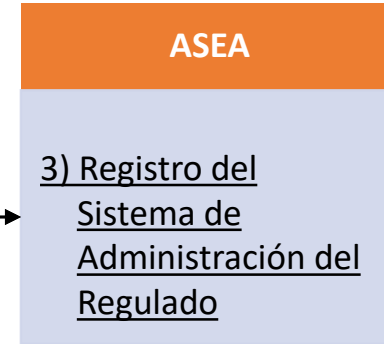 ASEA
3) Registro del
Sistema de
Administración del
Regulado